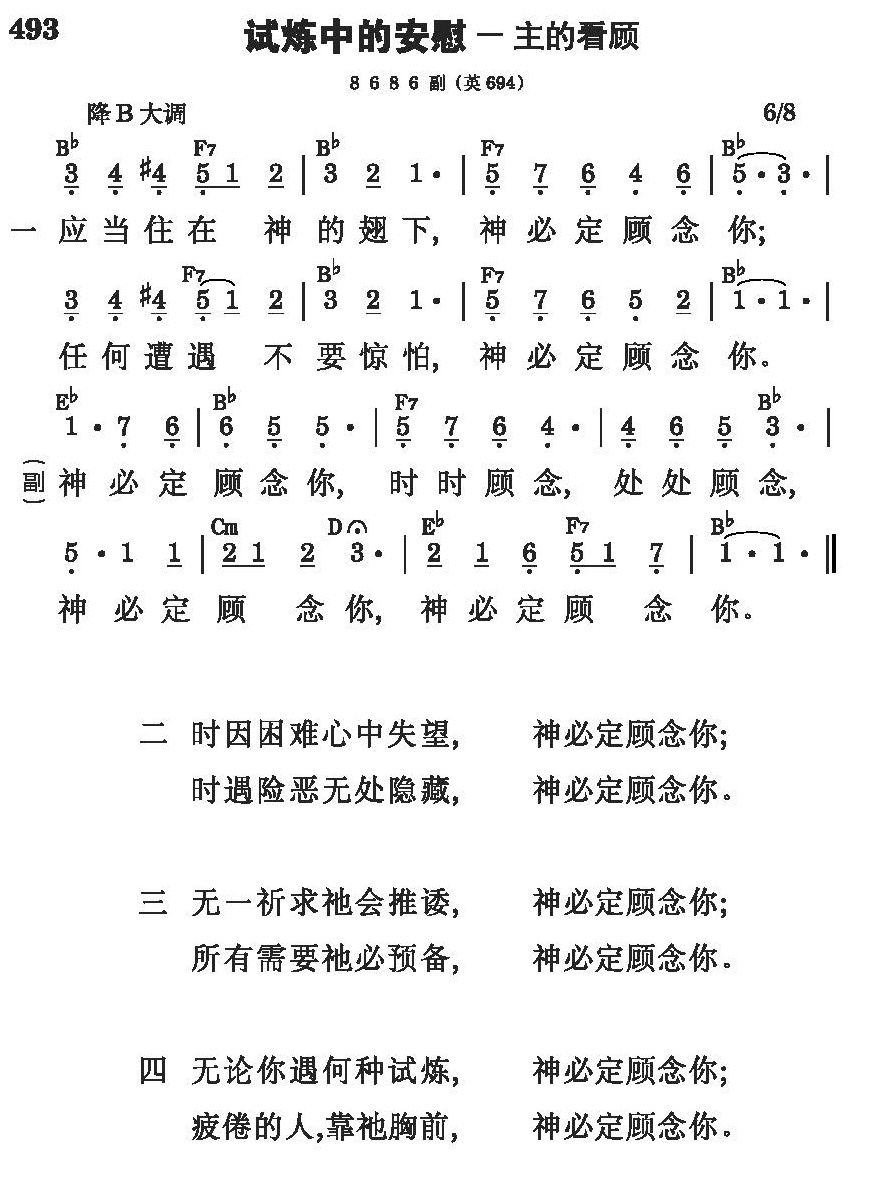 493 试炼中的安慰－主的看顾
8 6 8 6 副（英694）
降B大调 6/8
B♭ F7 B♭ F7 B♭
3 4 #4 5 1 2 | 3 2 1· | 5 7 6 4 6 | 5·3· |
一 应当住在 神的翅下, 神必定顾念你;
F7 B♭ F7 B♭
3 4 #4 5 1 2 | 3 2 1· | 5 7 6 5 2 | 1·1· |
任何遭遇 不要惊怕, 神必定顾念你。
E♭ B♭ F7 B♭
1·7 6 | 6 5 5· | 5 7 6 4· | 4 6 5 3· |
(副) 神必定顾念你, 时时顾念, 处处顾念,
Cm D E♭ F7 B♭
5·1 1 | 2 1 2 3· | 2 1 6 5 1 7 | 1·1· ‖
神必定顾 念你, 神必定顾 念 你。
二 时因困难心中失望, 神必定顾念你;
时遇险恶无处隐藏, 神必定顾念你。
三 无一祈求祂会推诿, 神必定顾念你;
所有需要祂必预备, 神必定顾念你。
四 无论你遇何种试炼, 神必定顾念你;
疲倦的人,靠祂胸前, 神必定顾念你。